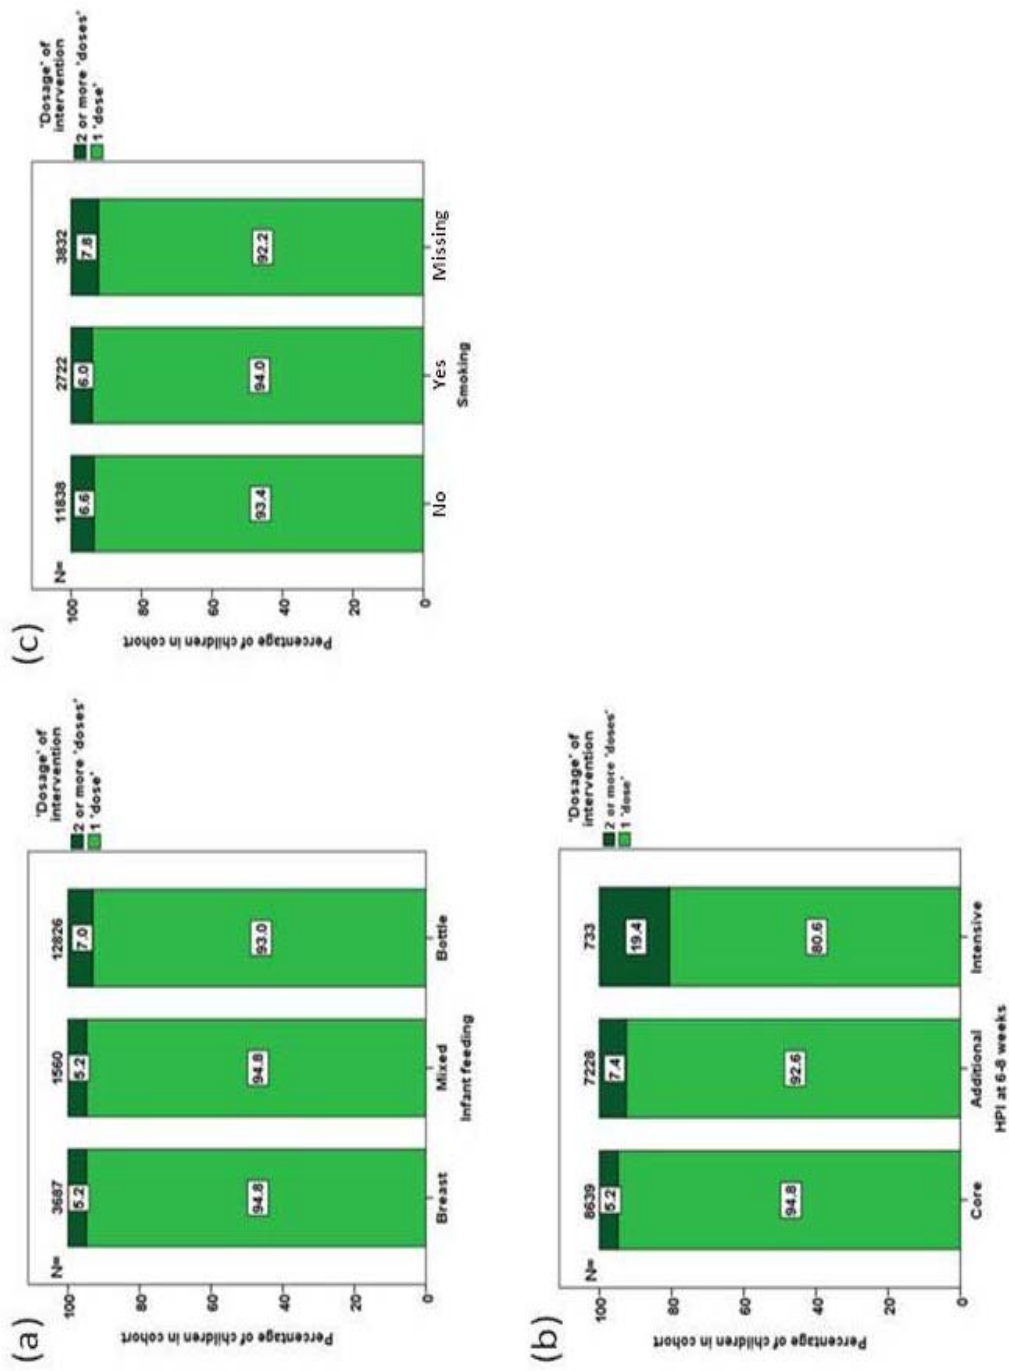 (a)
'Dosage' of
intervention
2 or more 'doses'
1 'dose'
N= 3687 1560 12826
5.2 5.2 7.0
94.8 94.8 93.0
100
80
60
40
20
0
Percentage of children in cohort
Breast Mixed Bottle
Infant feeding
(b)
'Dosage' of
intervention
2 or more 'doses'
1 'dose'
N= 8639 7228 733
5.2 7.4 19.4
94.8 92.6 80.6
100
80
60
40
20
0
Percentage of children in cohort
Core Additional Intensive
HPI at 6-8 weeks
(c)
'Dosage' of
intervention
2 or more 'doses'
1 'dose'
N= 11838 2722 3832
6.6 6.0 7.8
93.4 94.0 92.2
100
80
60
40
20
0
Percentage of children in cohort
No Yes Missing
Smoking